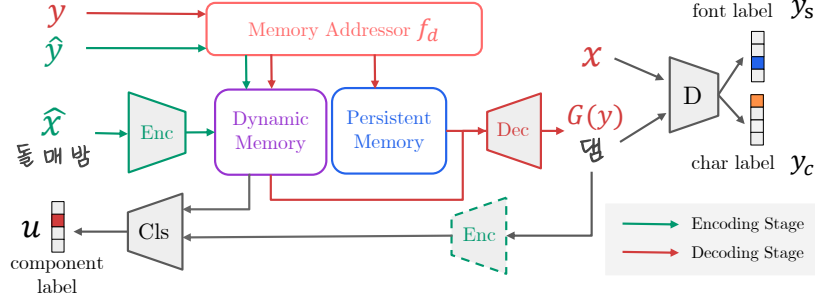 y
ŷ
Memory Addressor f_d
x̂
돌 매 밤
Enc
Dynamic
Memory
Persistent
Memory
Dec
x
G(y)
댐
D
font label y_s
char label y_c
u
component
label
Cls
Enc
Encoding Stage
Decoding Stage